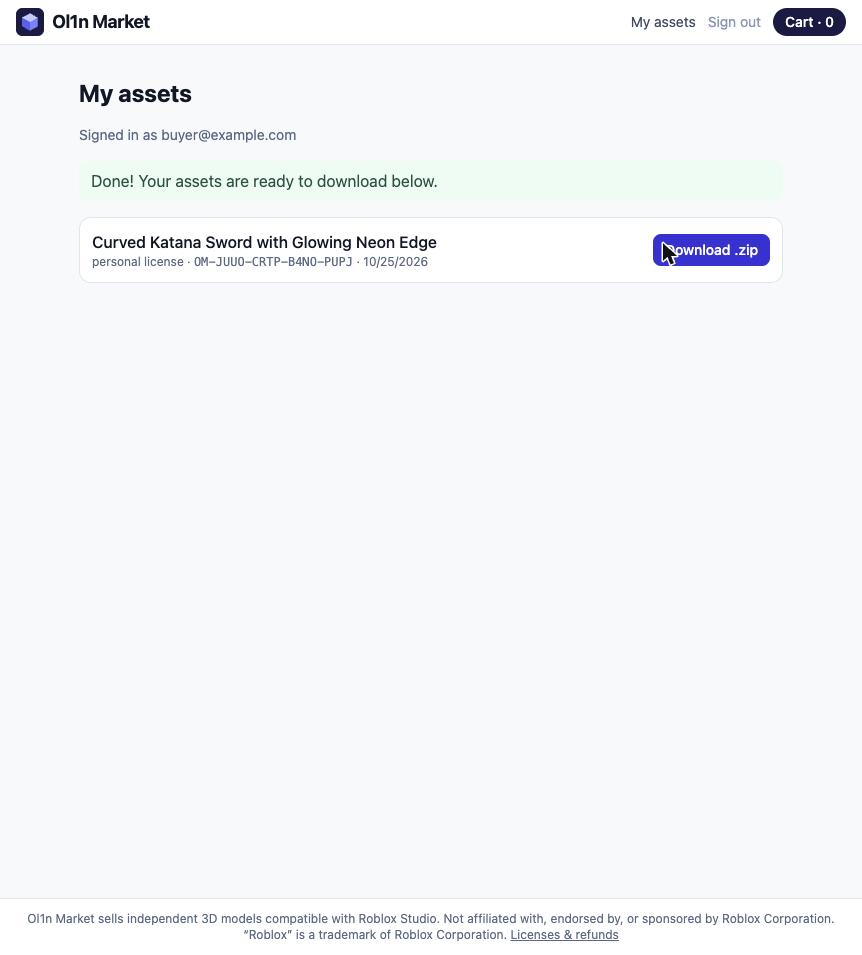 Ol1n Market
My assets
Sign out
Cart · 0
My assets
Signed in as buyer@example.com
Done! Your assets are ready to download below.
Curved Katana Sword with Glowing Neon Edge
personal license · OM-JUUO-CRTP-B4NO-PUPJ · 10/25/2026
Download .zip
Ol1n Market sells independent 3D models compatible with Roblox Studio. Not affiliated with, endorsed by, or sponsored by Roblox Corporation.
“Roblox” is a trademark of Roblox Corporation. Licenses & refunds